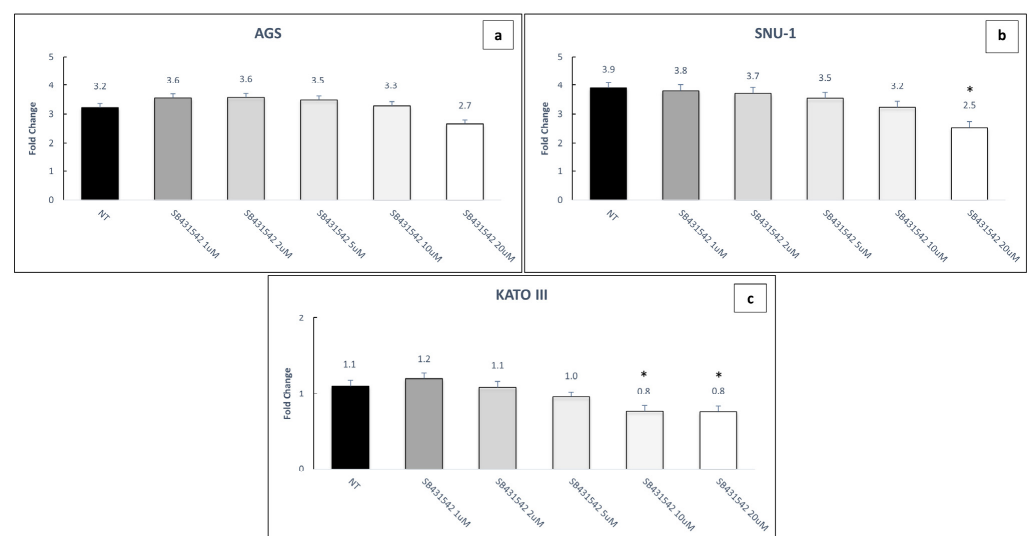 AGS
a
5
4
3
2
1
0
Fold Change
3.2
3.6
3.6
3.5
3.3
2.7
NT
SB431542 1uM
SB431542 2uM
SB431542 5uM
SB431542 10uM
SB431542 20uM
SNU-1
b
5
4
3
2
1
0
Fold Change
3.9
3.8
3.7
3.5
3.2
*
2.5
NT
SB431542 1uM
SB431542 2uM
SB431542 5uM
SB431542 10uM
SB431542 20uM
KATO III
c
2
1
0
Fold Change
1.1
1.2
1.1
1.0
*
0.8
*
0.8
NT
SB431542 1uM
SB431542 2uM
SB431542 5uM
SB431542 10uM
SB431542 20uM